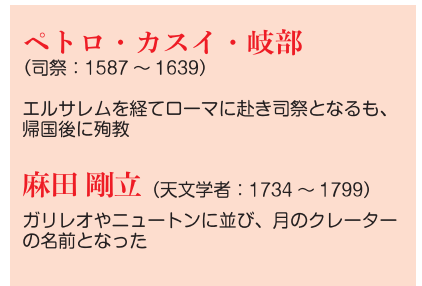 ペトロ・カスイ・岐部
(司祭：1587 ～ 1639)
エルサレムを経てローマに赴き司祭となるも、
帰国後に殉教
麻田 剛立 (天文学者：1734 ～ 1799)
ガリレオやニュートンに並び、月のクレーター
の名前となった